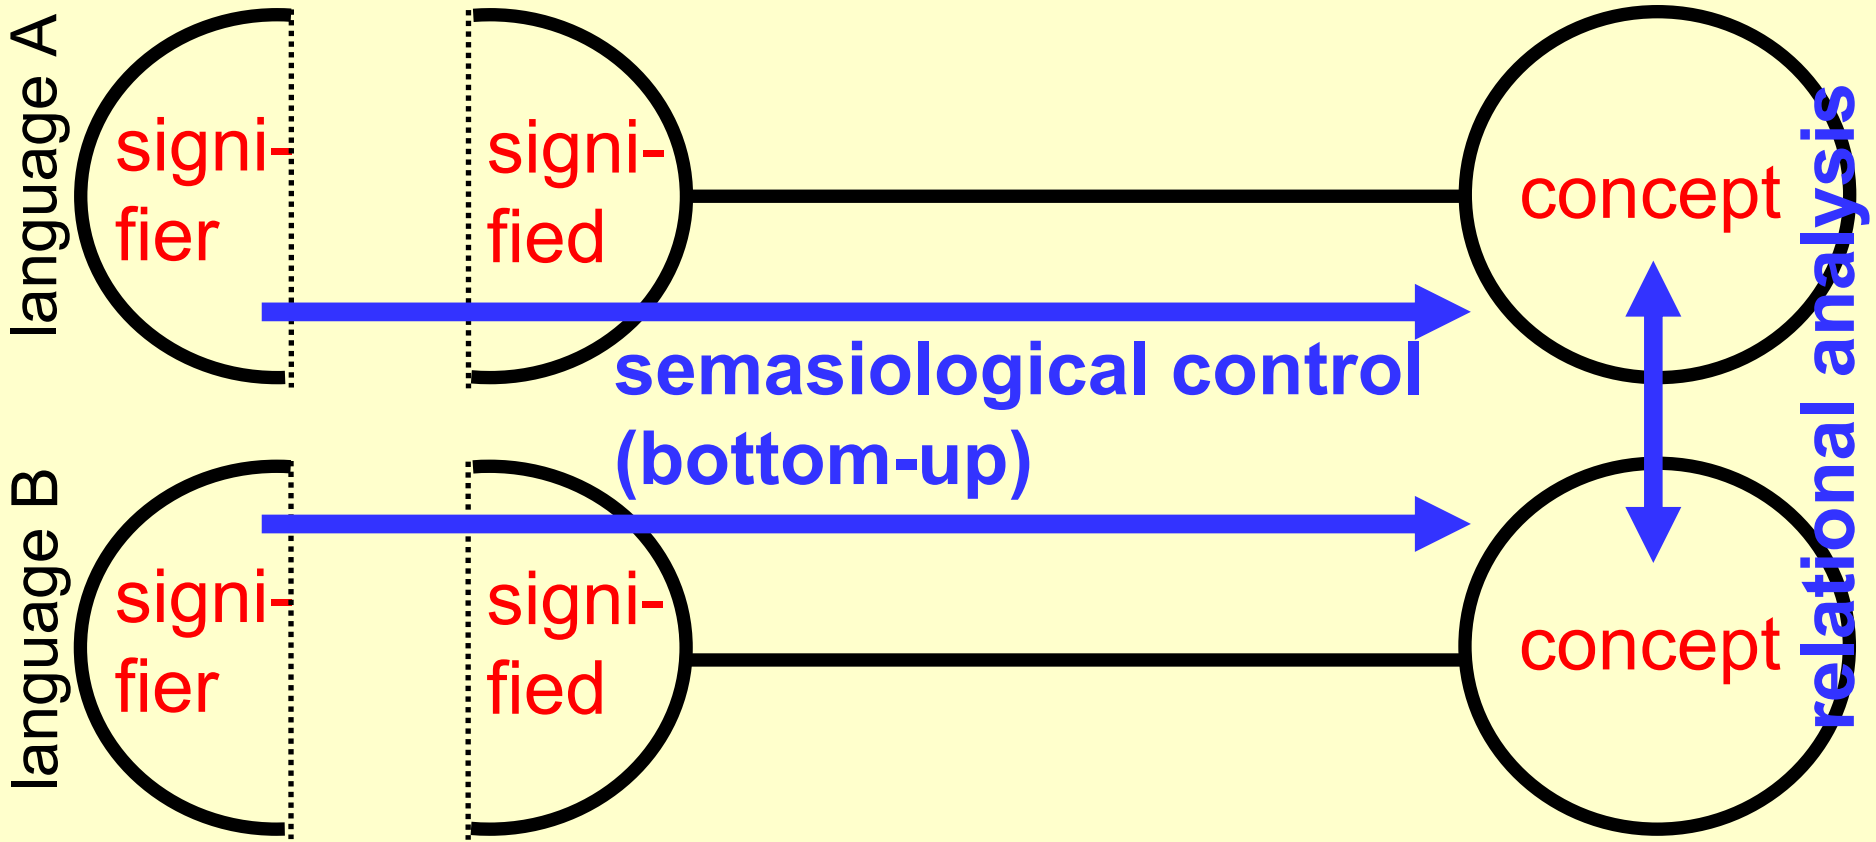 language A
signi-
fier
signi-
fied
concept
semasiological control
(bottom-up)
relational analysis
language B
signi-
fier
signi-
fied
concept